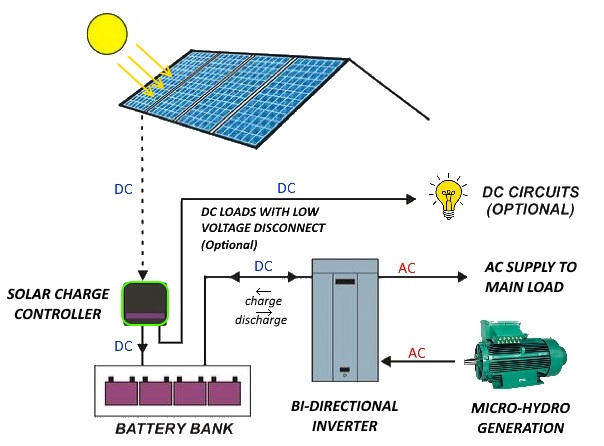 DC
DC
DC CIRCUITS
(OPTIONAL)
DC LOADS WITH LOW
VOLTAGE DISCONNECT
(Optional)
SOLAR CHARGE
CONTROLLER
DC
AC
AC SUPPLY TO
MAIN LOAD
charge
discharge
DC
AC
BATTERY BANK
BI-DIRECTIONAL
INVERTER
MICRO-HYDRO
GENERATION